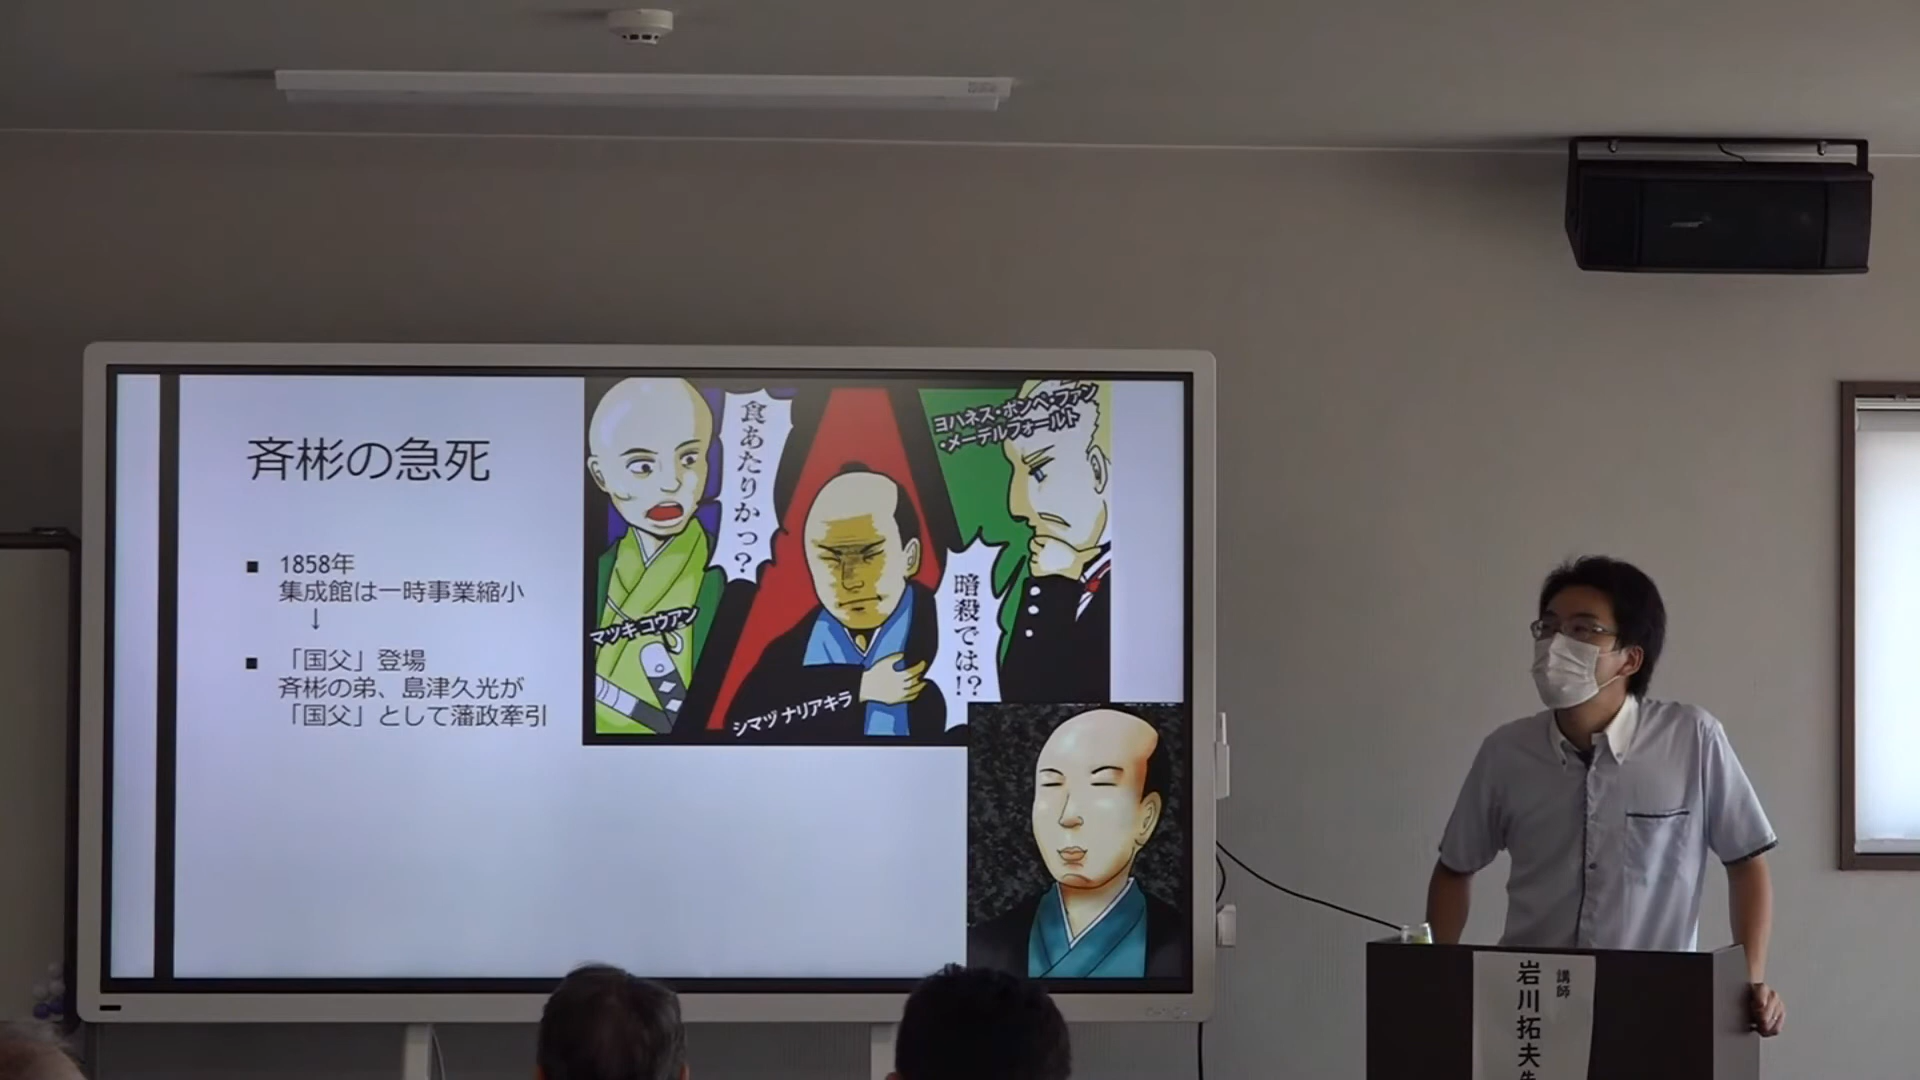 斉彬の急死
■ 1858年
集成館は一時事業縮小
↓
■ 「国父」登場
斉彬の弟、島津久光が
「国父」として藩政牽引
食あたりかっ?
ヨハネス・ポンペ・ファン
・メーデルフォールト
マツキ コウアン
暗殺では!?
シマヅ ナリアキラ
講師
岩川拓夫先